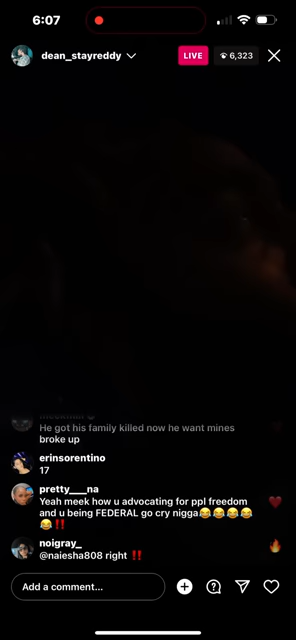 6:07
dean_stayreddy
LIVE
6,323
He got his family killed now he want mines
broke up
erinsorentino
17
pretty___na
Yeah meek how u advocating for ppl freedom
and u being FEDERAL go cry nigga😂😂😂😂
😂‼️
noigray_
@naiesha808 right ‼️
Add a comment...